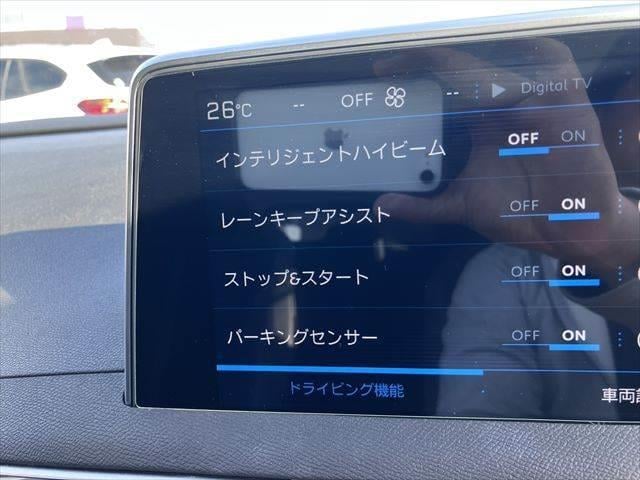 26°C -- OFF -- Digital TV
インテリジェントハイビーム OFF ON
レーンキープアシスト OFF ON
ストップ&スタート OFF ON
パーキングセンサー OFF ON
ドライビング機能 車両